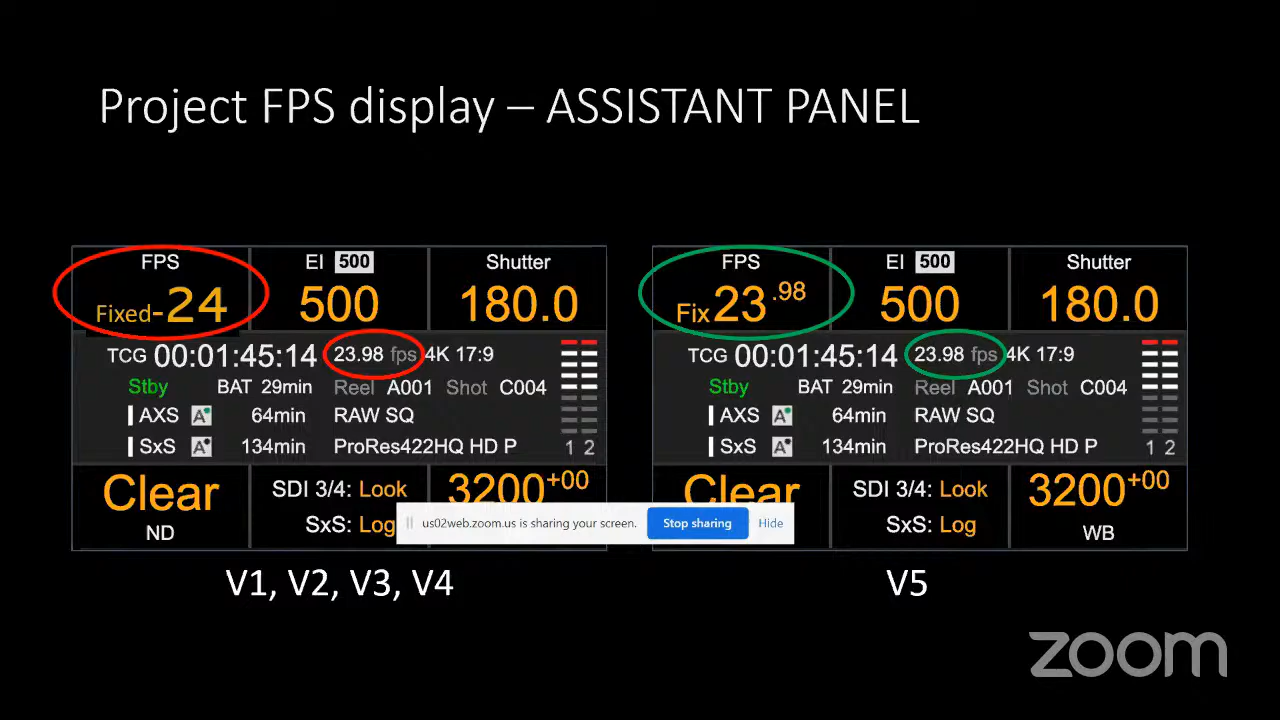 Project FPS display – ASSISTANT PANEL
FPS
Fixed-24
EI 500
500
Shutter
180.0
TCG 00:01:45:14 23.98 fps 4K 17:9
Stby BAT 29min Reel A001 Shot C004
AXS A 64min RAW SQ
SxS A 134min ProRes422HQ HD P 1 2
Clear
ND
SDI 3/4: Look
SxS: Log
3200+00
V1, V2, V3, V4
FPS
Fix 23.98
EI 500
500
Shutter
180.0
TCG 00:01:45:14 23.98 fps 4K 17:9
Stby BAT 29min Reel A001 Shot C004
AXS A 64min RAW SQ
SxS A 134min ProRes422HQ HD P 1 2
Clear
SDI 3/4: Look
SxS: Log
3200+00
WB
V5
us02web.zoom.us is sharing your screen. Stop sharing Hide
zoom